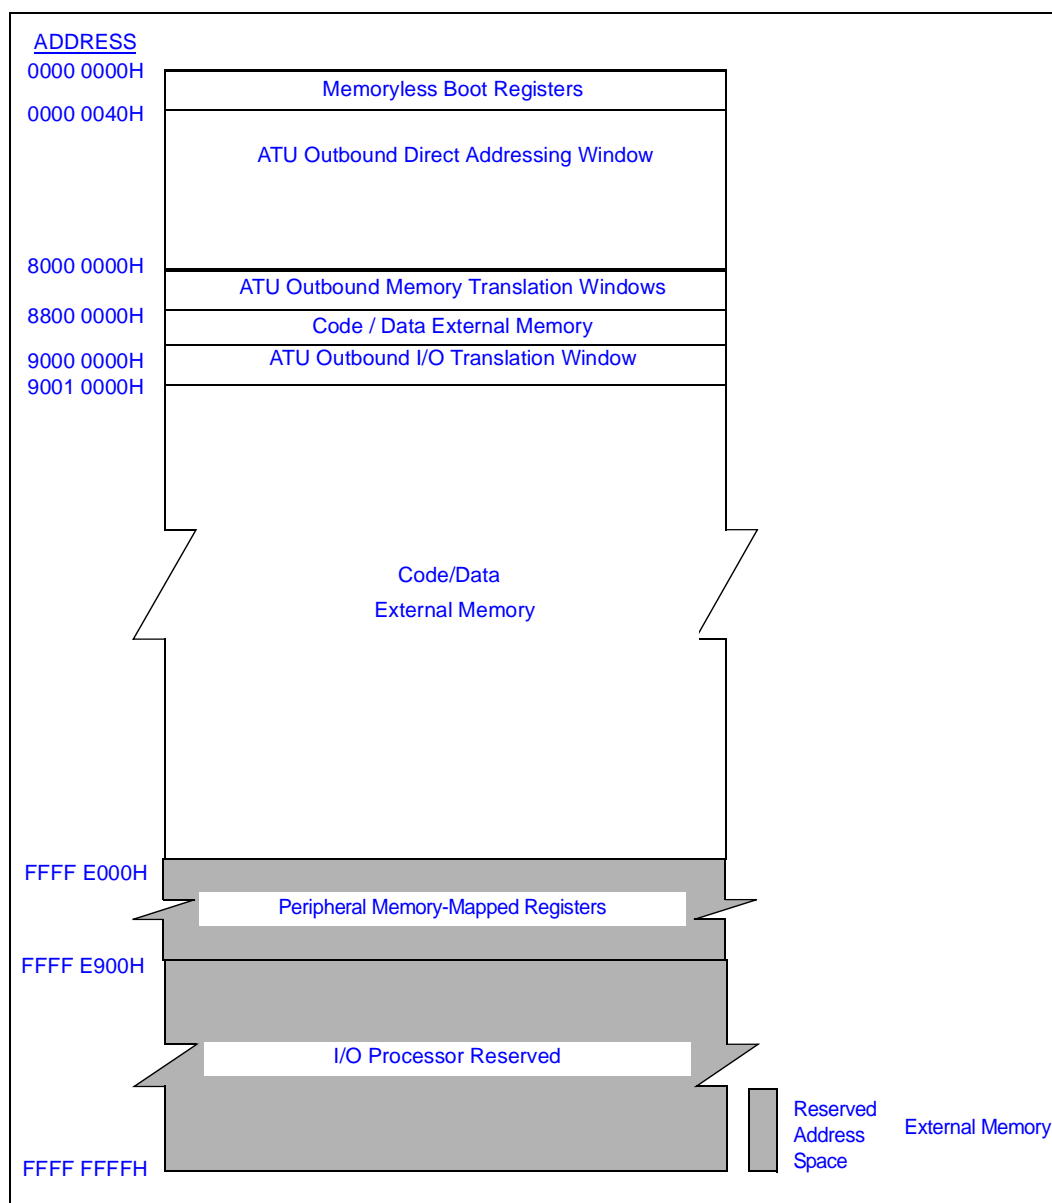 ADDRESS
0000 0000H
Memoryless Boot Registers
0000 0040H
ATU Outbound Direct Addressing Window
8000 0000H
ATU Outbound Memory Translation Windows
8800 0000H
Code / Data External Memory
9000 0000H
ATU Outbound I/O Translation Window
9001 0000H
Code/Data
External Memory
FFFF E000H
Peripheral Memory-Mapped Registers
FFFF E900H
I/O Processor Reserved
Reserved
Address
Space
External Memory
FFFF FFFFH